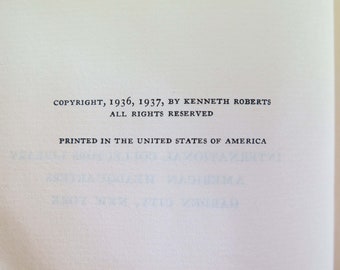 COPYRIGHT, 1936, 1937, BY KENNETH ROBERTS
ALL RIGHTS RESERVED
PRINTED IN THE UNITED STATES OF AMERICA